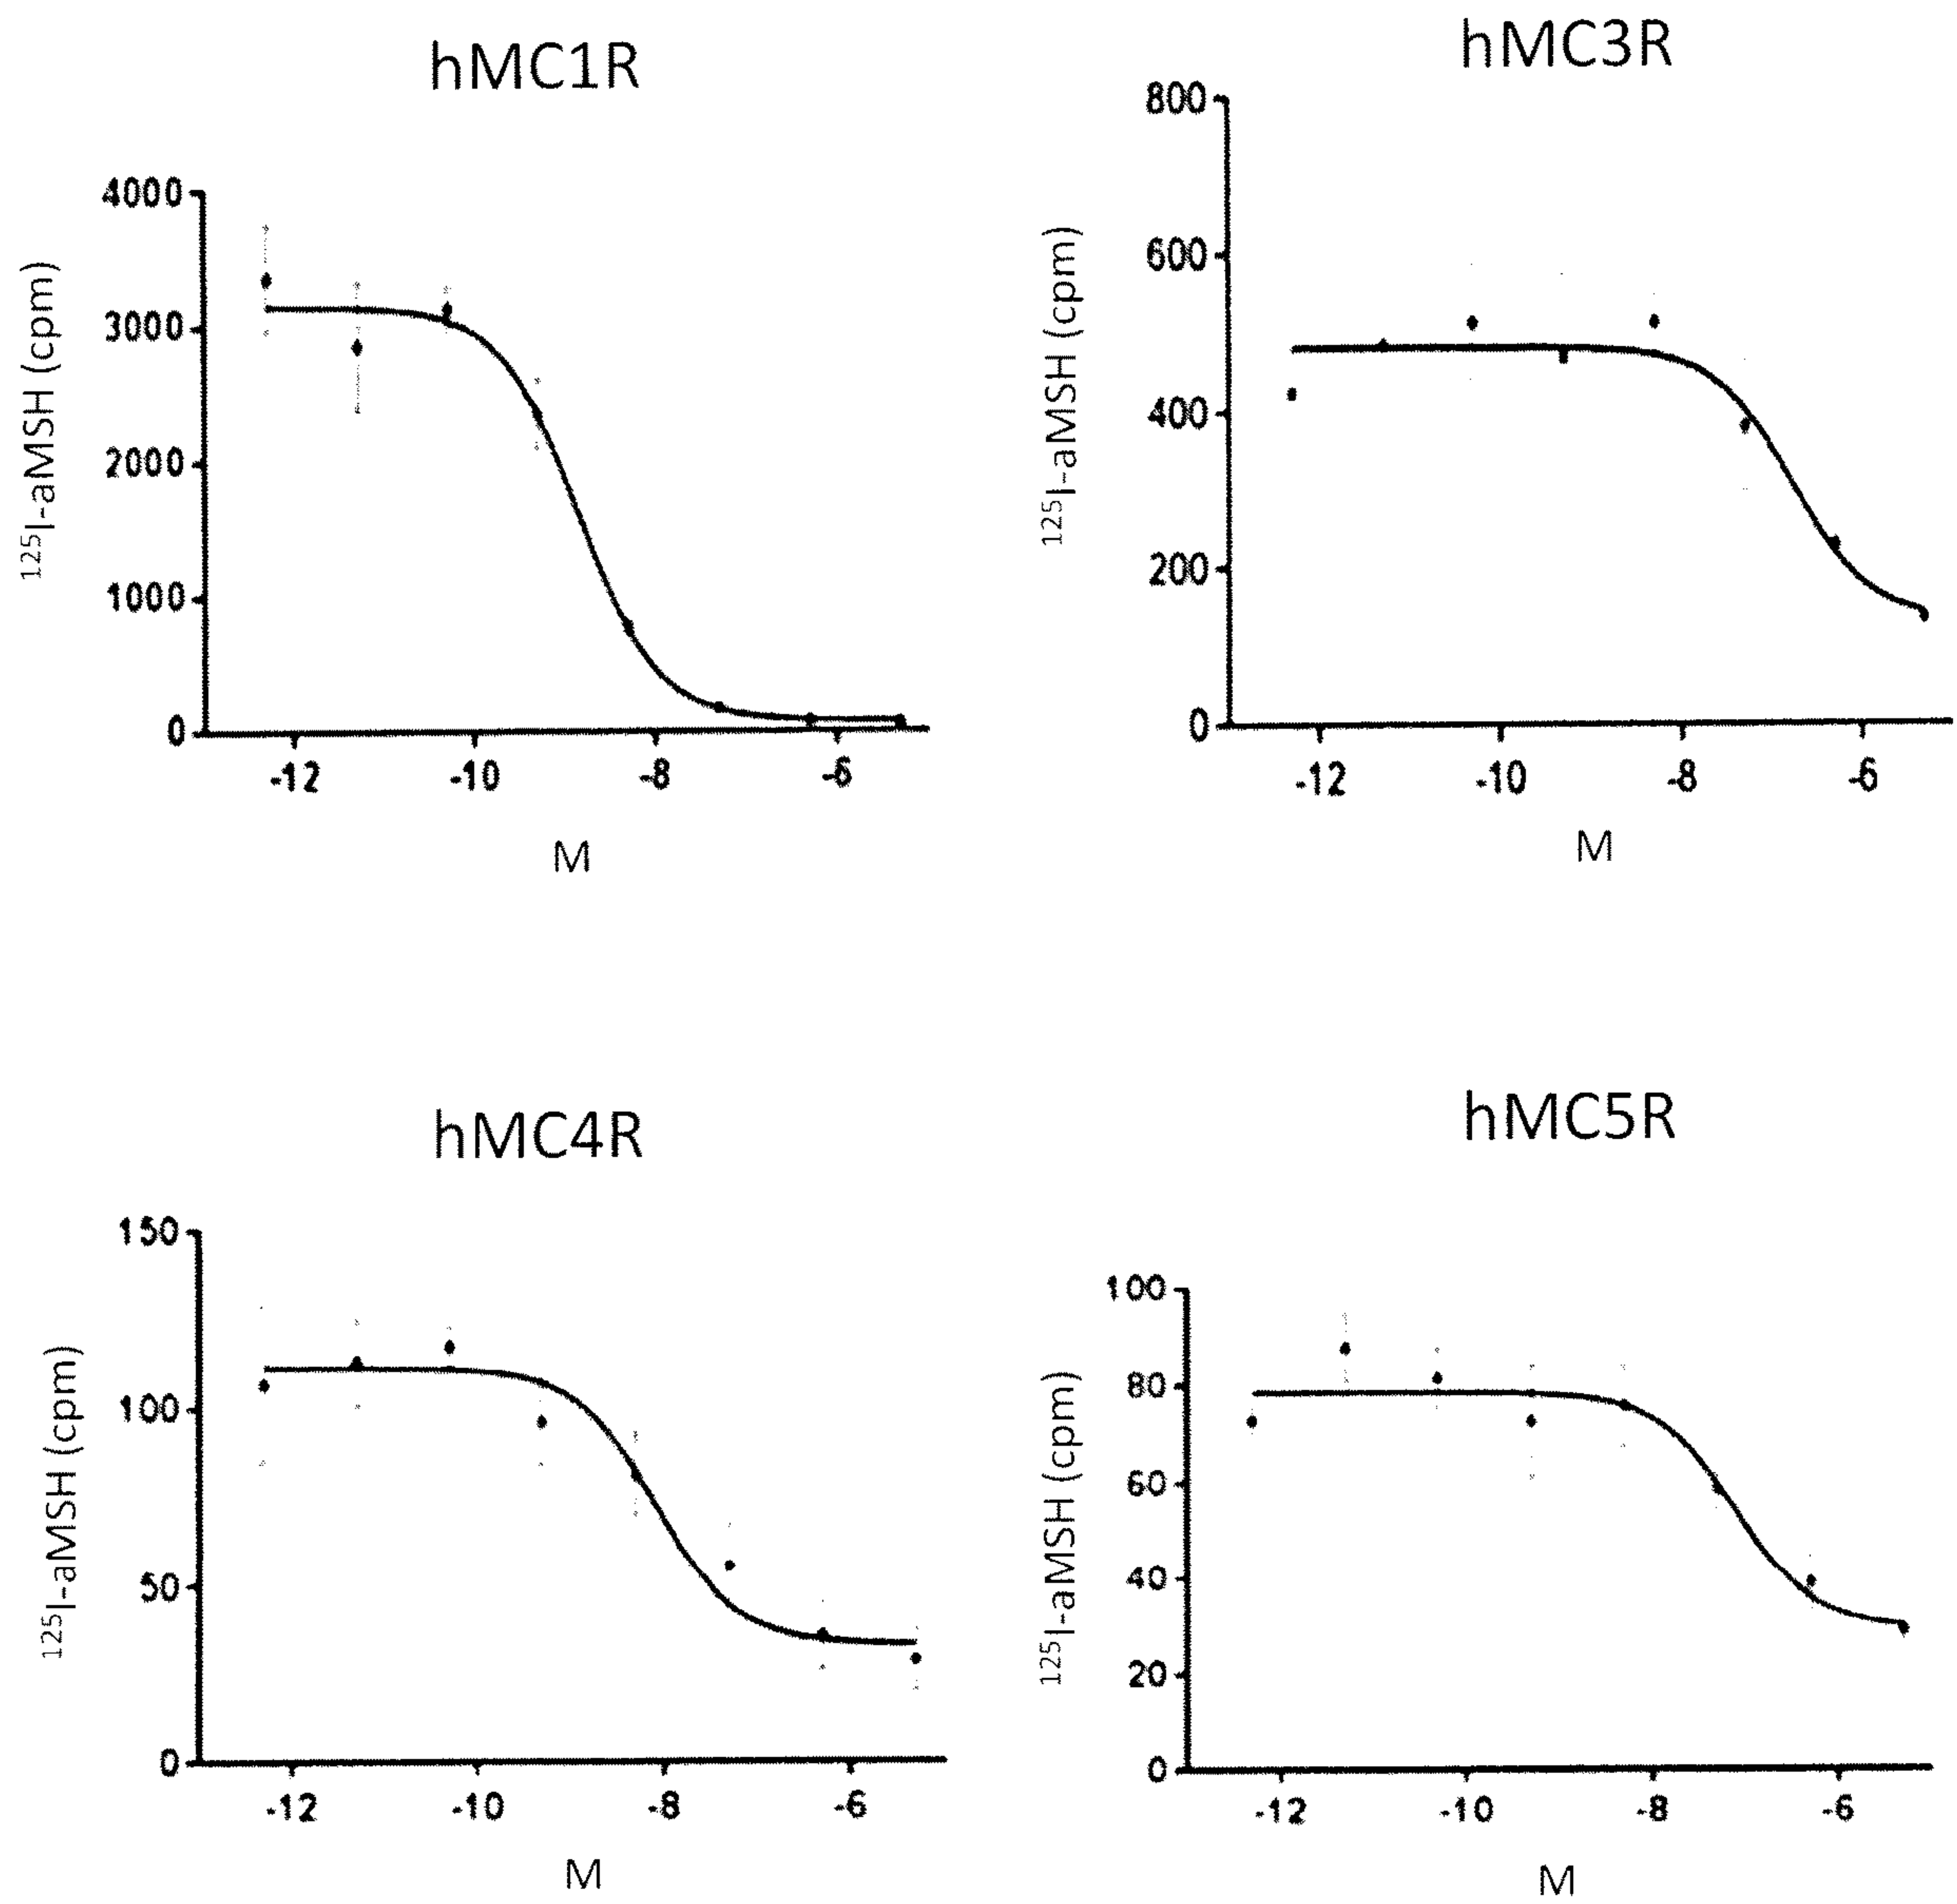 hMC1R
4000
3000
2000
1000
0
-12 -10 -8 -6
¹²⁵I-aMSH (cpm)
M
hMC3R
800
600
400
200
0
-12 -10 -8 -6
¹²⁵I-aMSH (cpm)
M
hMC4R
150
100
50
0
-12 -10 -8 -6
¹²⁵I-aMSH (cpm)
M
hMC5R
100
80
60
40
20
0
-12 -10 -8 -6
¹²⁵I-aMSH (cpm)
M